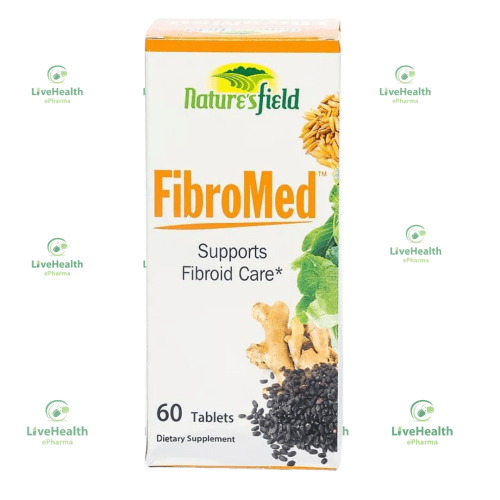 Nature's field
FibroMed™
Supports
Fibroid Care*
60 Tablets
Dietary Supplement
LiveHealth
ePharma
LiveHealth
ePharma
LiveHealth
ePharma
LiveHealth
ePharma
LiveHealth
ePharma
LiveHealth
ePharma